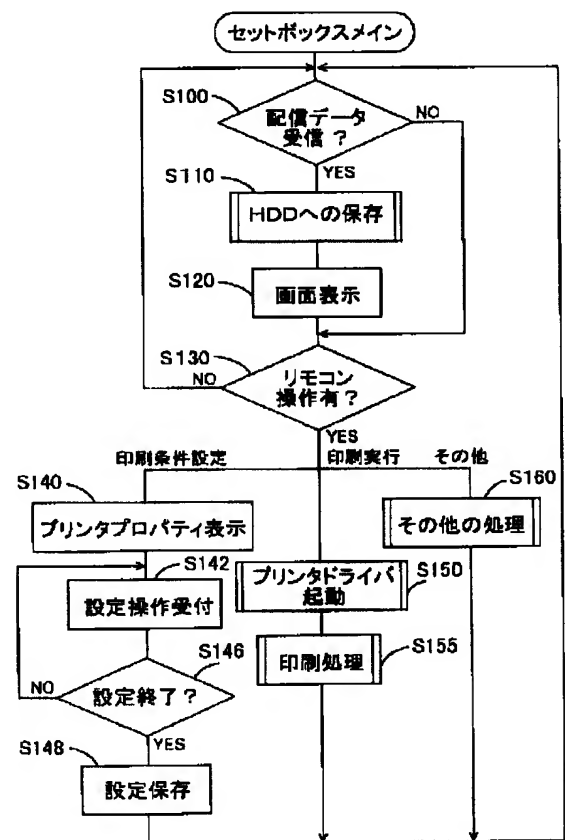 セットボックスメイン
S100
配信データ
受信？
NO
YES
S110
HDDへの保存
S120
画面表示
S130
リモコン
操作有？
NO
YES
印刷条件設定
印刷実行
その他
S140
プリンタプロパティ表示
S160
その他の処理
S142
設定操作受付
プリンタドライバ
起動
S150
S146
設定終了？
NO
YES
印刷処理
S155
S148
設定保存